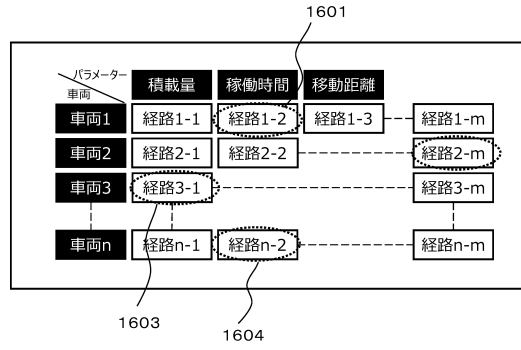 1601
パラメーター
車両
積載量 稼働時間 移動距離
車両1 経路1-1 経路1-2 経路1-3 経路1-m
車両2 経路2-1 経路2-2 経路2-m
車両3 経路3-1 経路3-m
車両n 経路n-1 経路n-2 経路n-m
1603
1604